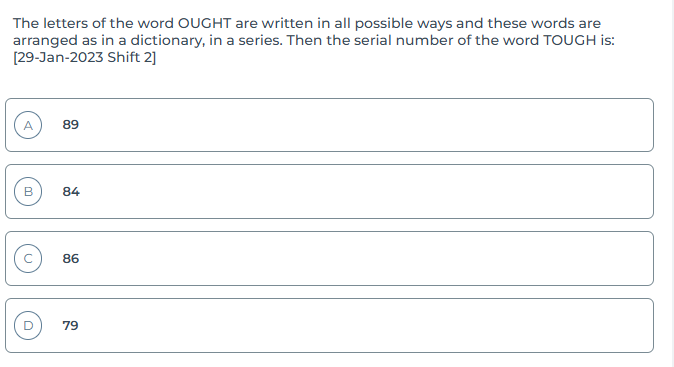 The letters of the word OUGHT are written in all possible ways and these words are
arranged as in a dictionary, in a series. Then the serial number of the word TOUGH is:
[29-Jan-2023 Shift 2]
A 89
B 84
C 86
D 79